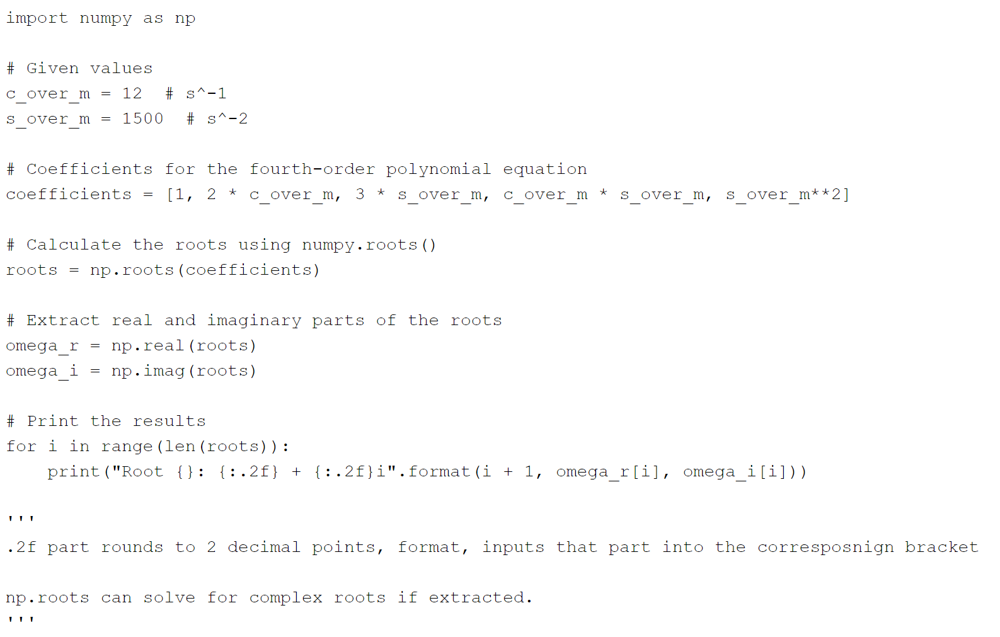 import numpy as np
# Given values
c_over_m = 12  # s^-1
s_over_m = 1500  # s^-2
# Coefficients for the fourth-order polynomial equation
coefficients = [1, 2 * c_over_m, 3 * s_over_m, c_over_m * s_over_m, s_over_m**2]
# Calculate the roots using numpy.roots()
roots = np.roots(coefficients)
# Extract real and imaginary parts of the roots
omega_r = np.real(roots)
omega_i = np.imag(roots)
# Print the results
for i in range(len(roots)):
    print("Root {}: {:.2f} + {:.2f}i".format(i + 1, omega_r[i], omega_i[i]))
'''
.2f part rounds to 2 decimal points, format, inputs that part into the corresposnign bracket
np.roots can solve for complex roots if extracted.
'''